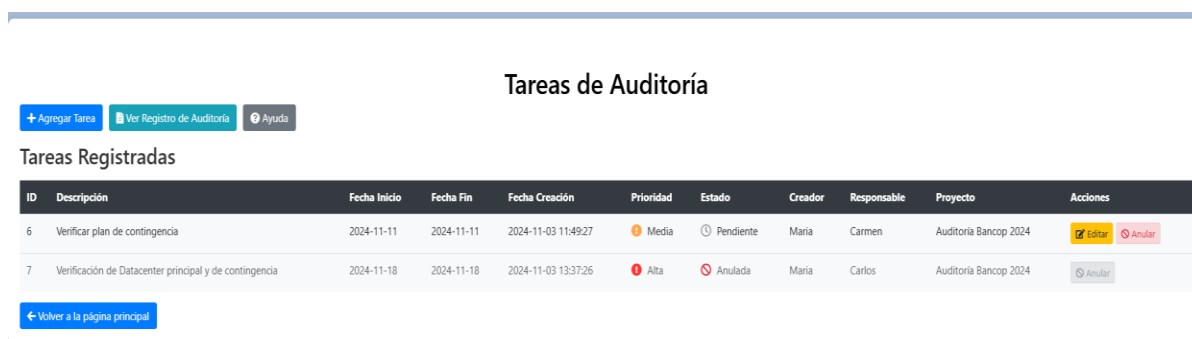 Tareas de Auditoría
Agregar Tarea Ver Registro de Auditoría Ayuda
Tareas Registradas
ID Descripción Fecha Inicio Fecha Fin Fecha Creación Prioridad Estado Creador Responsable Proyecto Acciones
6 Verificar plan de contingencia 2024-11-11 2024-11-11 2024-11-03 11:49:27 Media Pendiente Maria Carmen Auditoría Bancop 2024 Editar Anular
7 Verificación de Datacenter principal y de contingencia 2024-11-18 2024-11-18 2024-11-03 13:37:26 Alta Anulada Maria Carlos Auditoría Bancop 2024 Anular
Volver a la página principal